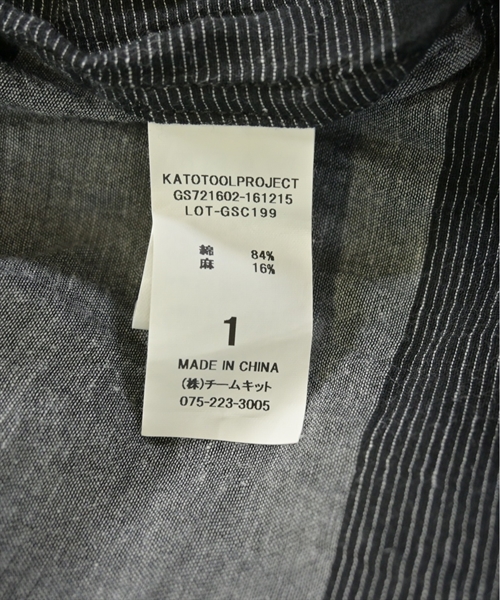 KATOTOOLPROJECT
GS721602-161215
LOT-GSC199
綿 84%
麻 16%
1
MADE IN CHINA
(株)チームキット
075-223-3005